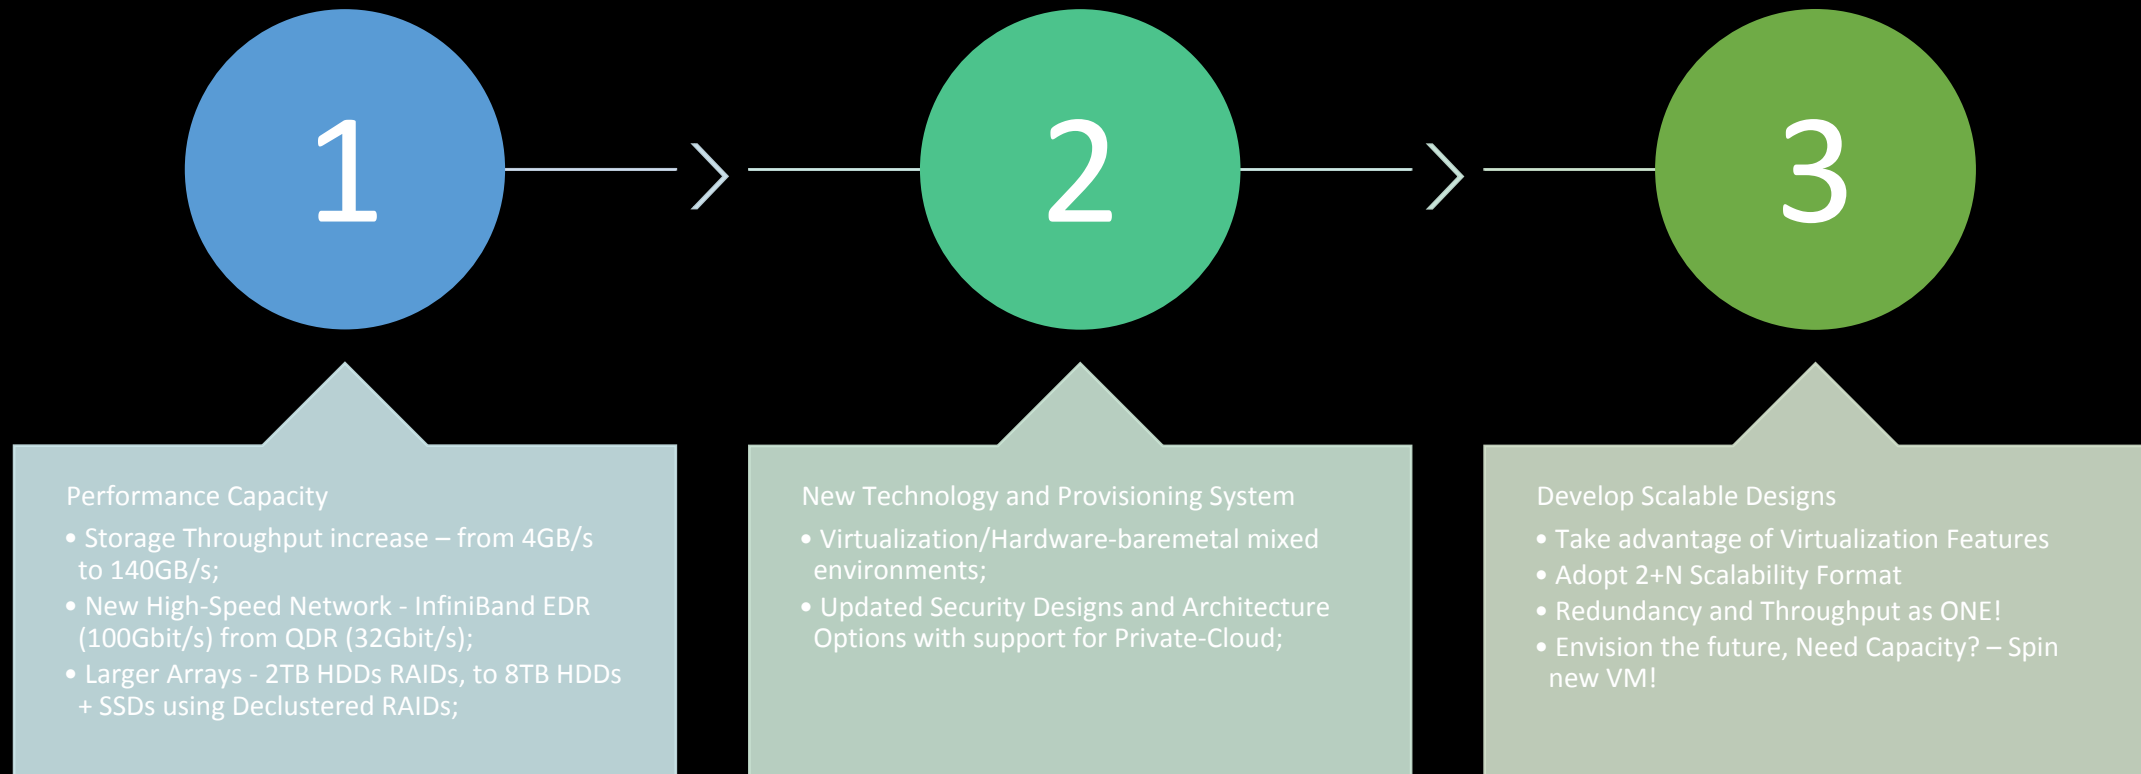 1
2
3
Performance Capacity
• Storage Throughput increase – from 4GB/s
to 140GB/s;
• New High-Speed Network - InfiniBand EDR
(100Gbit/s) from QDR (32Gbit/s);
• Larger Arrays - 2TB HDDs RAIDs, to 8TB HDDs
+ SSDs using Declustered RAIDs;
New Technology and Provisioning System
• Virtualization/Hardware-baremetal mixed
environments;
• Updated Security Designs and Architecture
Options with support for Private-Cloud;
Develop Scalable Designs
• Take advantage of Virtualization Features
• Adopt 2+N Scalability Format
• Redundancy and Throughput as ONE!
• Envision the future, Need Capacity? – Spin
new VM!